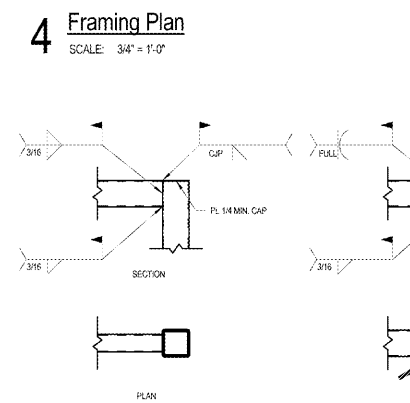 4
Framing Plan
SCALE: 3/4" = 1'-0"
3/16
CJP
FULL
PL 1/4 MIN. CAP
3/16
3/16
SECTION
PLAN